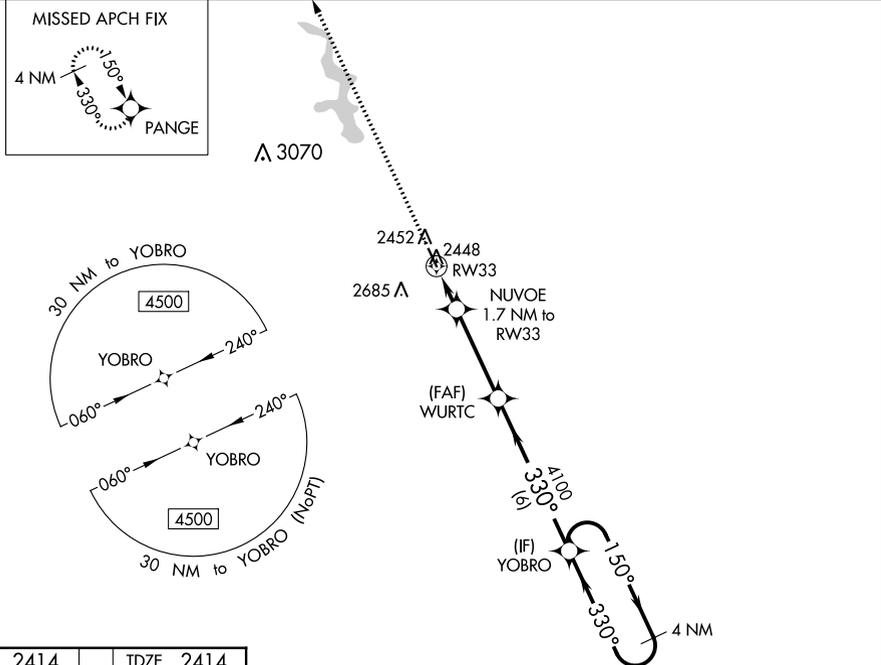 MISSED APCH FIX
4 NM
150°
330°
PANGE
3070
2452
2448
RW33
2685
NUVOE
1.7 NM to
RW33
30 NM to YOBRO
4500
240°
YOBRO
060°
(FAF)
WURTC
240°
060°
YOBRO
4500
30 NM to YOBRO (NoPT)
4100
330°
(6)
(IF)
YOBRO
150°
330°
4 NM
2414
TDZE 2414